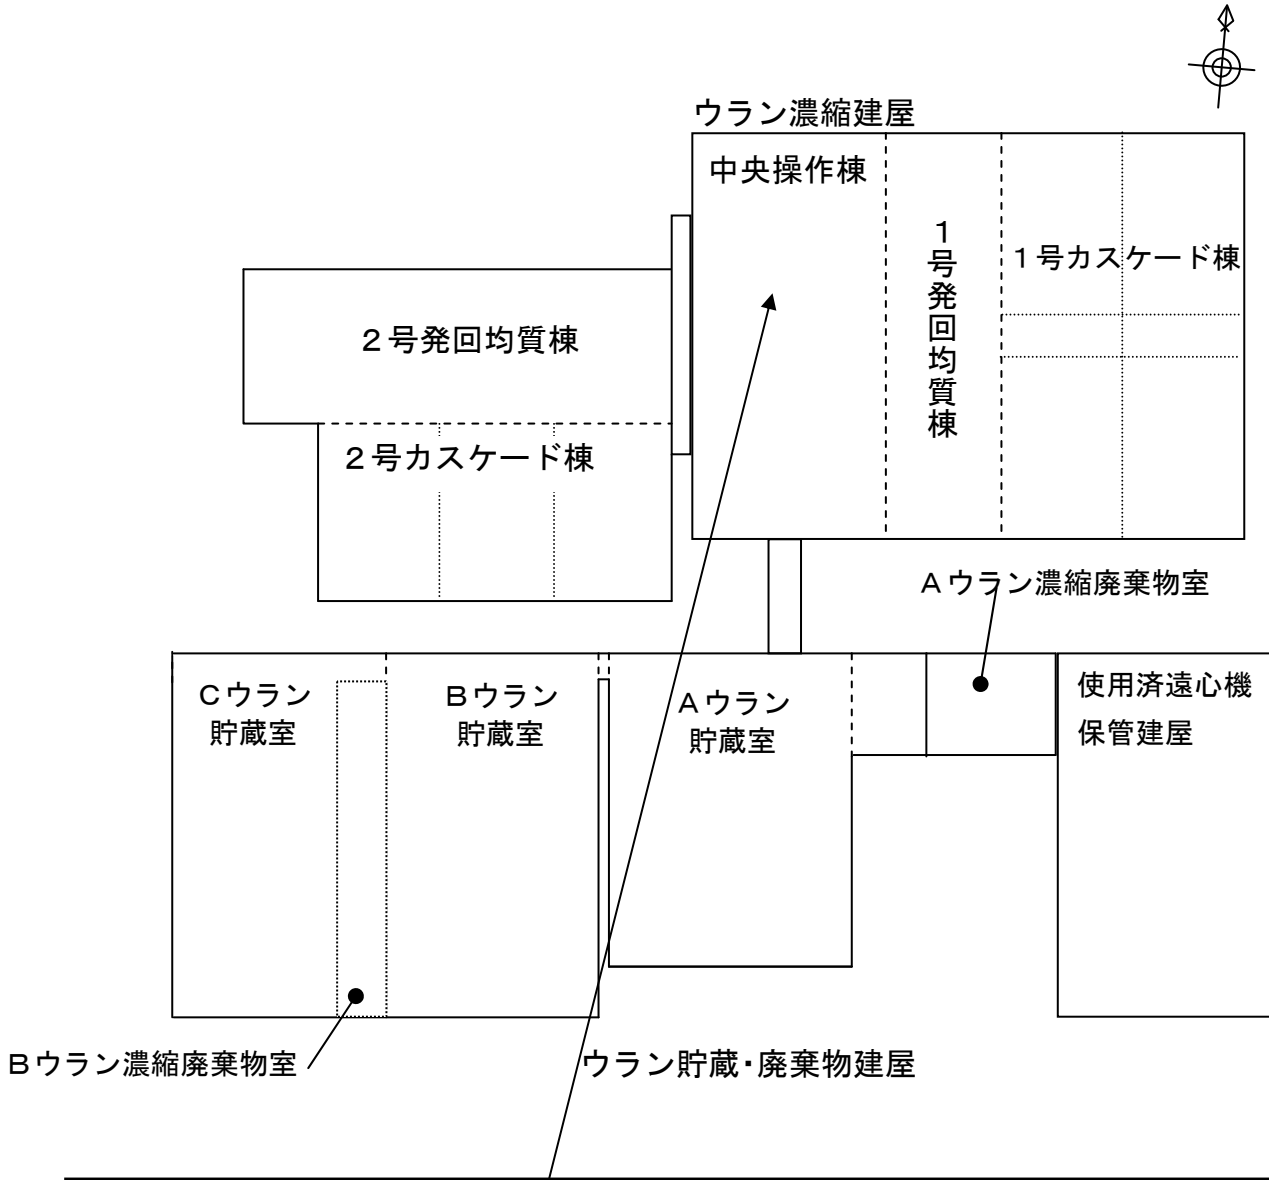 ウラン濃縮建屋
中央操作棟
1号発回均質棟
1号カスケード棟
2号発回均質棟
2号カスケード棟
Aウラン濃縮廃棄物室
Cウラン
貯蔵室
Bウラン
貯蔵室
Aウラン
貯蔵室
使用済遠心機
保管建屋
Bウラン濃縮廃棄物室
ウラン貯蔵・廃棄物建屋